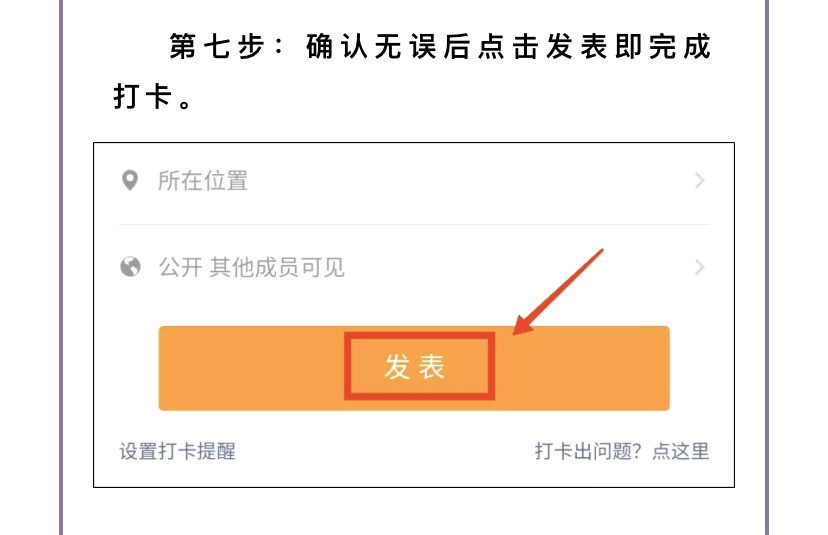 第七步：确认无误后点击发表即完成
打卡。
所在位置
公开 其他成员可见
发表
设置打卡提醒
打卡出问题？点这里